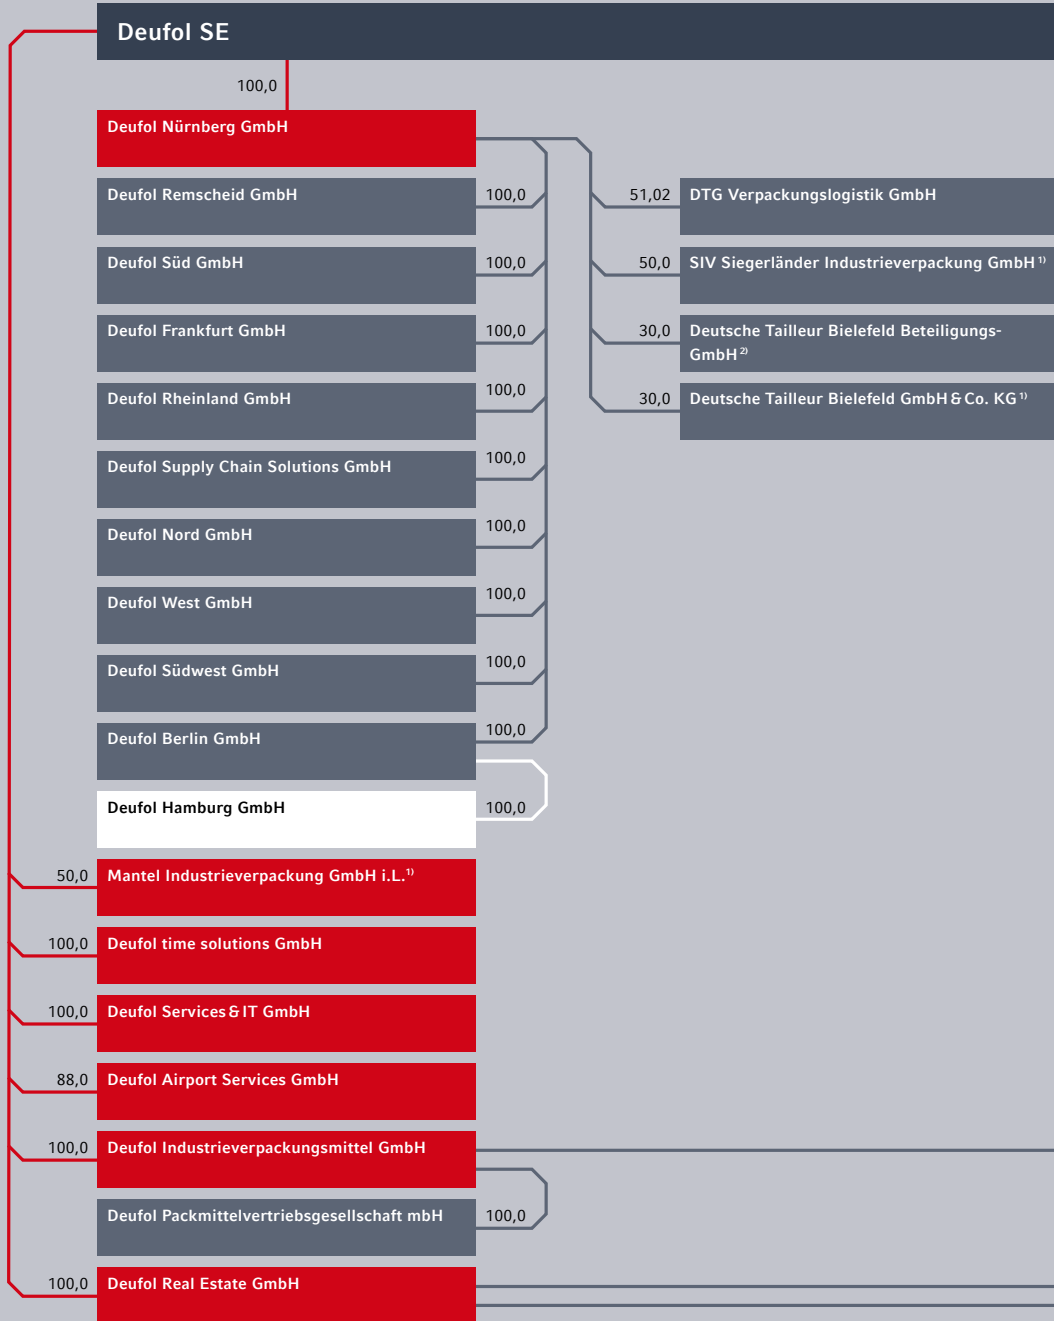 Deufol SE
100,0
Deufol Nürnberg GmbH
Deufol Remscheid GmbH
100,0
51,02
DTG Verpackungslogistik GmbH
Deufol Süd GmbH
100,0
50,0
SIV Siegerländer Industrieverpackung GmbH 1)
Deufol Frankfurt GmbH
100,0
30,0
Deutsche Tailleur Bielefeld Beteiligungs-
GmbH 2)
Deufol Rheinland GmbH
100,0
30,0
Deutsche Tailleur Bielefeld GmbH & Co. KG 1)
Deufol Supply Chain Solutions GmbH
100,0
Deufol Nord GmbH
100,0
Deufol West GmbH
100,0
Deufol Südwest GmbH
100,0
Deufol Berlin GmbH
100,0
Deufol Hamburg GmbH
100,0
50,0
Mantel Industrieverpackung GmbH i.L. 1)
100,0
Deufol time solutions GmbH
100,0
Deufol Services & IT GmbH
88,0
Deufol Airport Services GmbH
100,0
Deufol Industrieverpackungsmittel GmbH
Deufol Packmittelvertriebsgesellschaft mbH
100,0
100,0
Deufol Real Estate GmbH